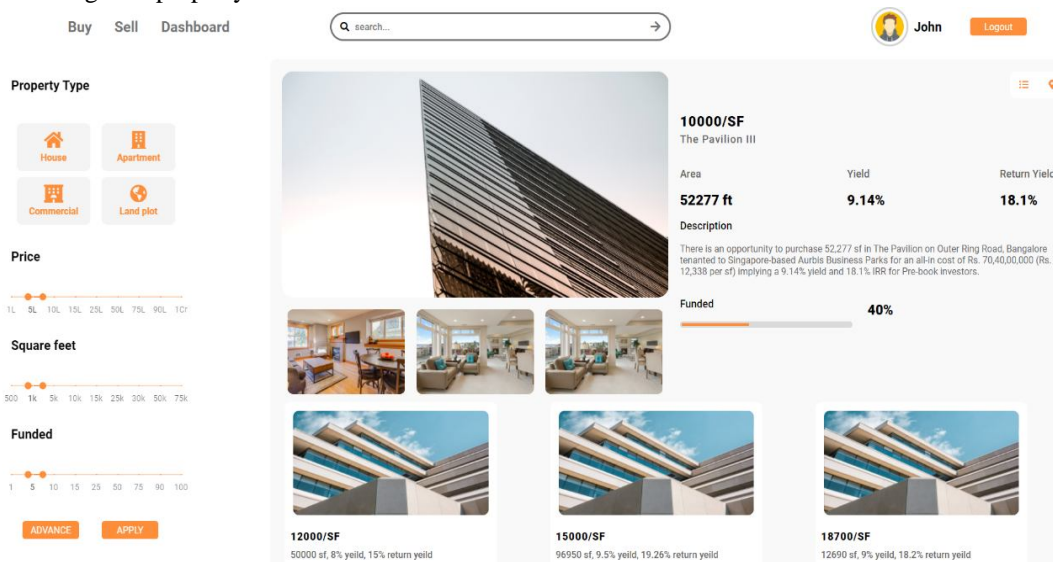 Buy Sell Dashboard
search...
John
Logout
Property Type
House
Apartment
Commercial
Land plot
Price
1L 5L 10L 15L 25L 50L 75L 90L 1Cr
Square feet
500 1k 5k 10k 15k 25k 30k 50k 75k
Funded
1 5 10 15 25 50 75 90 100
ADVANCE
APPLY
10000/SF
The Pavilion III
Area Yield Return Yield
52277 ft 9.14% 18.1%
Description
There is an opportunity to purchase 52,277 sf in The Pavilion on Outer Ring Road, Bangalore
tenanted to Singapore-based Aurbis Business Parks for an all-in cost of Rs. 70,40,00,000 (Rs.
12,338 per sf) implying a 9.14% yield and 18.1% IRR for Pre-book investors.
Funded 40%
12000/SF
50000 sf, 8% yeild, 15% return yeild
15000/SF
96950 sf, 9.5% yeild, 19.26% return yeild
18700/SF
12690 sf, 9% yeild, 18.2% return yeild